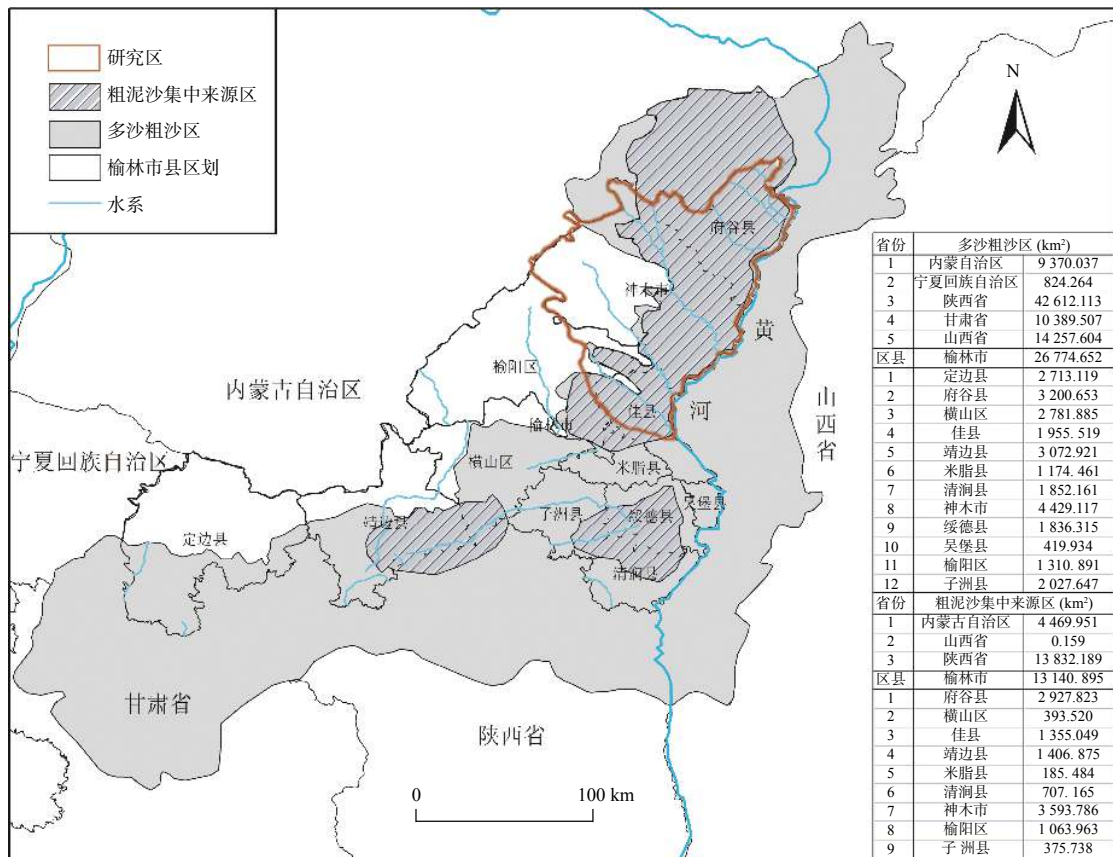 研究区
粗泥沙集中来源区
多沙粗沙区
榆林市县区划
水系
N
府谷县
神木市
黄
河
榆阳区
内蒙古自治区
佳县
榆林市
山西省
宁夏回族自治区
横山区
米脂县
吴堡县
子洲县
绥德县
靖边县
定边县
清涧县
甘肃省
陕西省
0 100 km
省份 多沙粗沙区 (km²)
1 内蒙自治区 9 370.037
2 宁夏回族自治区 824.264
3 陕西省 42 612.113
4 甘肃省 10 389.507
5 山西省 14 257.604
区县 榆林市 26 774.652
1 定边县 2 713.119
2 府谷县 3 200.653
3 横山区 2 781.885
4 佳县 1 955. 519
5 靖边县 3 072.921
6 米脂县 1 174. 461
7 清涧县 1 852.161
8 神木市 4 429.117
9 绥德县 1 836.315
10 吴堡县 419.934
11 榆阳区 1 310. 891
12 子洲县 2 027.647
省份 粗泥沙集中来源区 (km²)
1 内蒙古自治区 4 469.951
2 山西省 0.159
3 陕西省 13 832.189
区县 榆林市 13 140. 895
1 府谷县 2 927.823
2 横山区 393.520
3 佳县 1 355.049
4 靖边县 1 406. 875
5 米脂县 185. 484
6 清涧县 707. 165
7 神木市 3 593.786
8 榆阳区 1 063.963
9 子 洲县 375.738